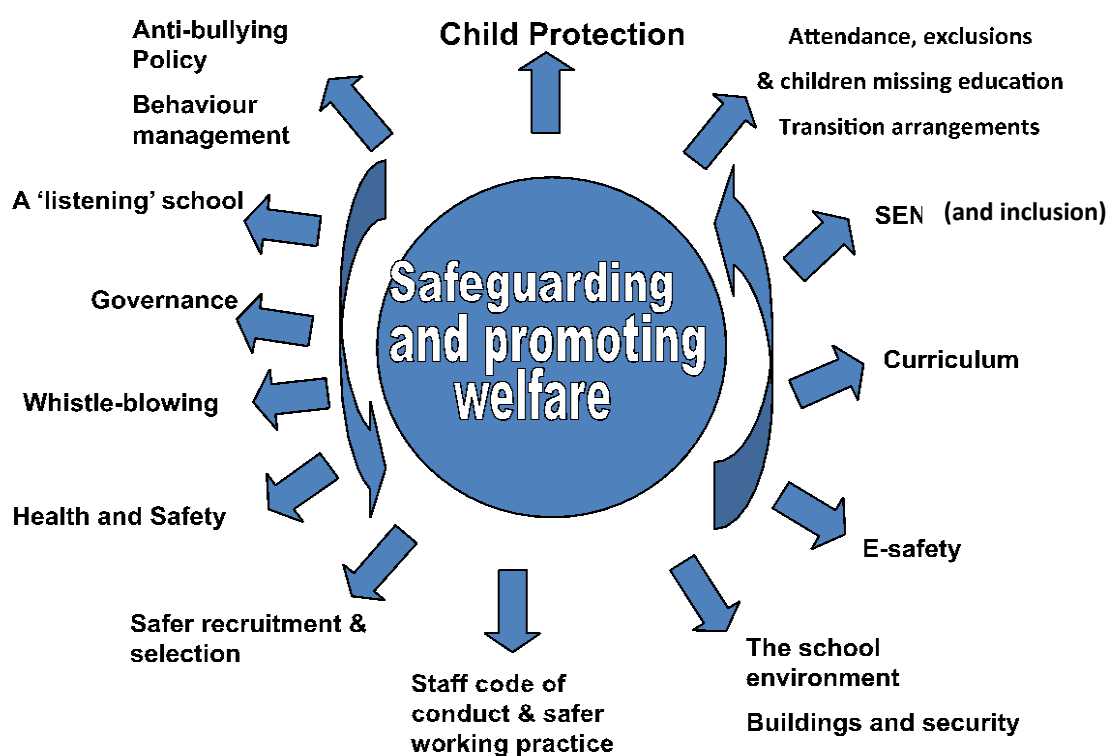 Anti-bullying
Policy
Behaviour
management
Child Protection
Attendance, exclusions
& children missing education
Transition arrangements
A ‘listening’ school
SEN (and inclusion)
Governance
Safeguarding
and promoting
welfare
Curriculum
Whistle-blowing
Health and Safety
E-safety
Safer recruitment &
selection
Staff code of
conduct & safer
working practice
The school
environment
Buildings and security